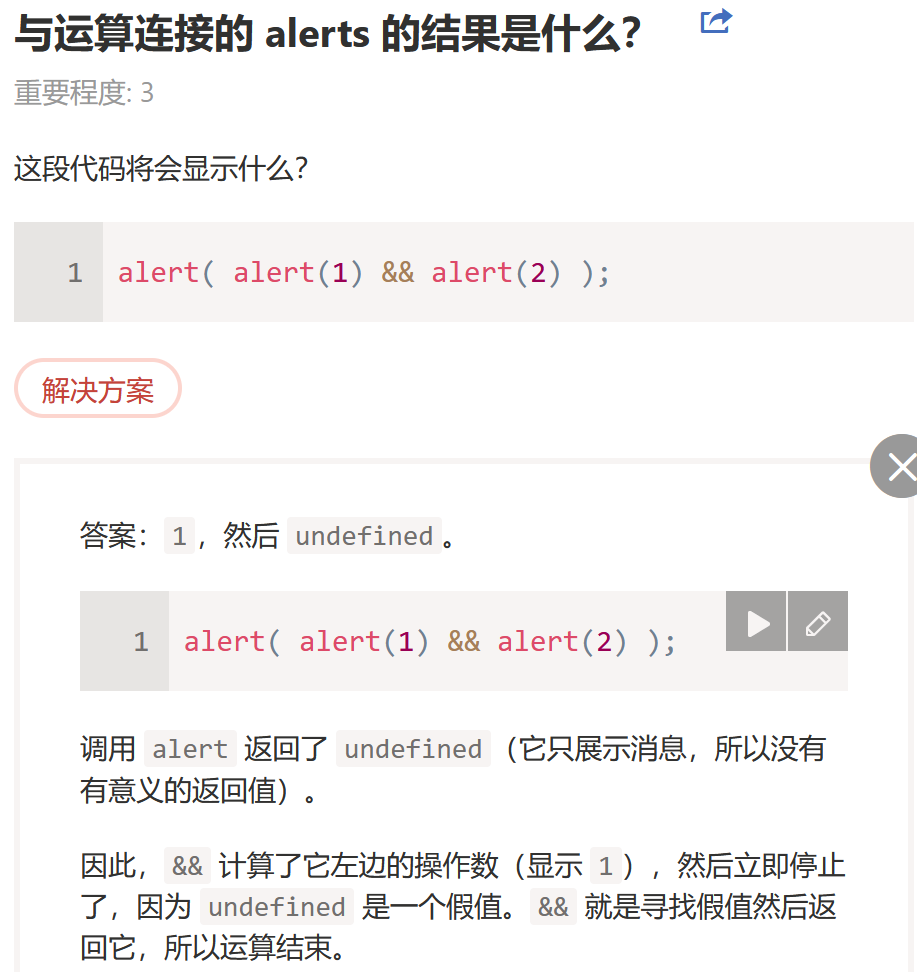 与运算连接的 alerts 的结果是什么？
重要程度: 3
这段代码将会显示什么？
1 alert( alert(1) && alert(2) );
解决方案
答案：1，然后 undefined。
1 alert( alert(1) && alert(2) );
调用 alert 返回了 undefined（它只展示消息，所以没有
有意义的返回值）。
因此，&& 计算了它左边的操作数（显示 1），然后立即停止
了，因为 undefined 是一个假值。&& 就是寻找假值然后返
回它，所以运算结束。